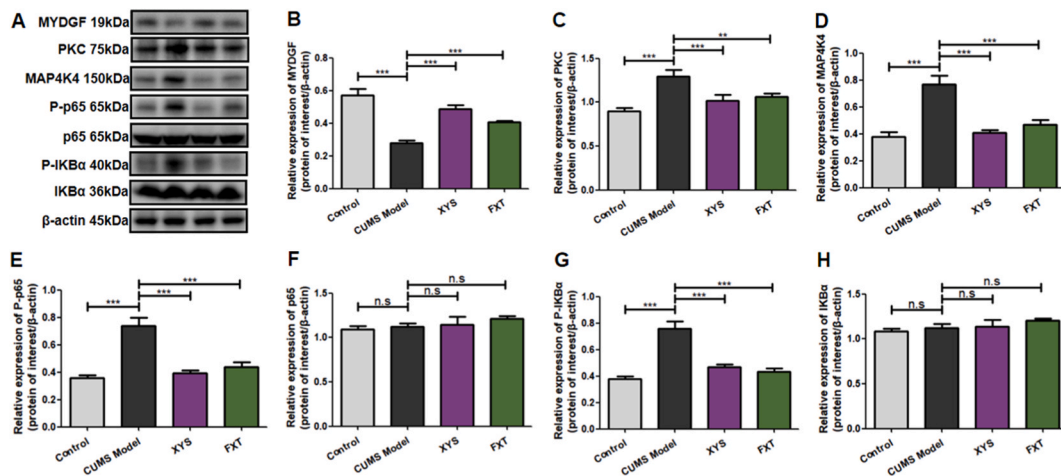 A
MYDGF 19kDa
PKC 75kDa
MAP4K4 150kDa
P-p65 65kDa
p65 65kDa
P-IKBα 40kDa
IKBα 36kDa
β-actin 45kDa
B
Relative expression of MYDGF
(protein of interest/β-actin)
0.8
0.6
0.4
0.2
0.0
***
***
***
Control
CUMS Model
XYS
FXT
C
Relative expression of PKC
(protein of interest/β-actin)
1.5
1.0
0.5
0.0
**
***
***
Control
CUMS Model
XYS
FXT
D
Relative expression of MAP4K4
(protein of interest/β-actin)
1.0
0.8
0.6
0.4
0.2
0.0
***
***
***
Control
CUMS Model
XYS
FXT
E
Relative expression of P-p65
(protein of interest/β-actin)
1.0
0.8
0.6
0.4
0.2
0.0
***
***
***
Control
CUMS Model
XYS
FXT
F
Relative expression of p65
(protein of interest/β-actin)
1.5
1.0
0.5
0.0
n.s
n.s
n.s
Control
CUMS Model
XYS
FXT
G
Relative expression of P-IKBα
(protein of interest/β-actin)
1.0
0.8
0.6
0.4
0.2
0.0
***
***
***
Control
CUMS Model
XYS
FXT
H
Relative expression of IKBα
(protein of interest/β-actin)
1.5
1.0
0.5
0.0
n.s
n.s
n.s
Control
CUMS Model
XYS
FXT